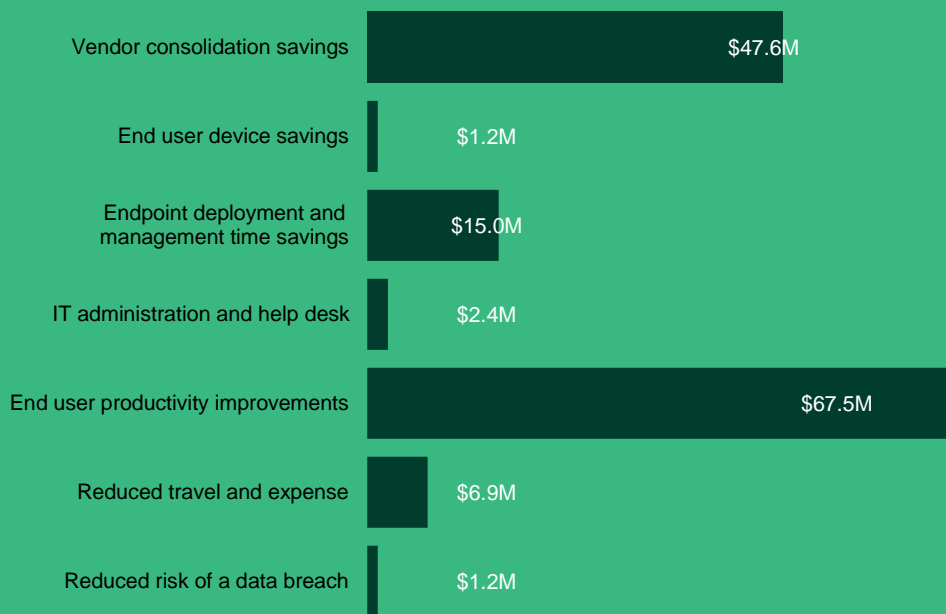 Vendor consolidation savings $47.6M
End user device savings $1.2M
Endpoint deployment and
management time savings $15.0M
IT administration and help desk $2.4M
End user productivity improvements $67.5M
Reduced travel and expense $6.9M
Reduced risk of a data breach $1.2M